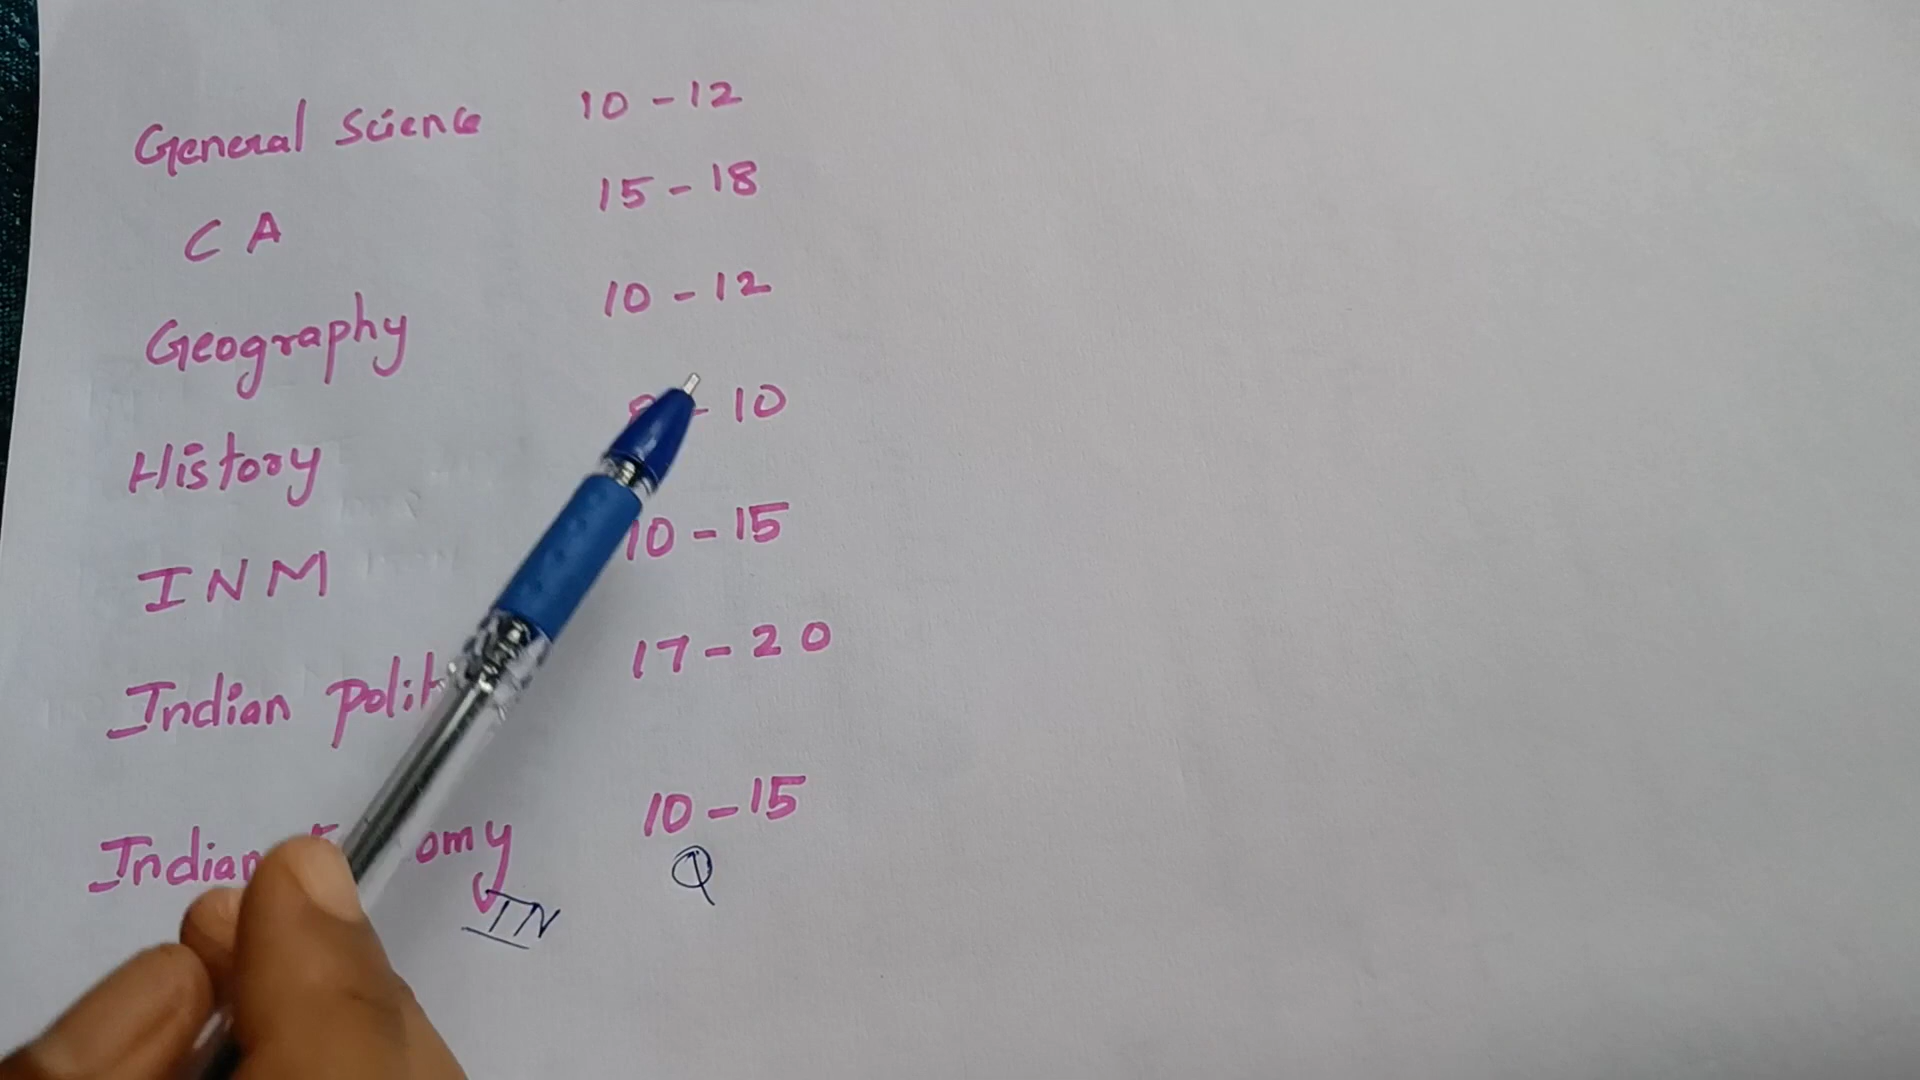 General Science 10 - 12
CA 15 - 18
Geography 10 - 12
History - 10
INM 10 - 15
Indian 17 - 20
Indian 10 - 15
TN Q